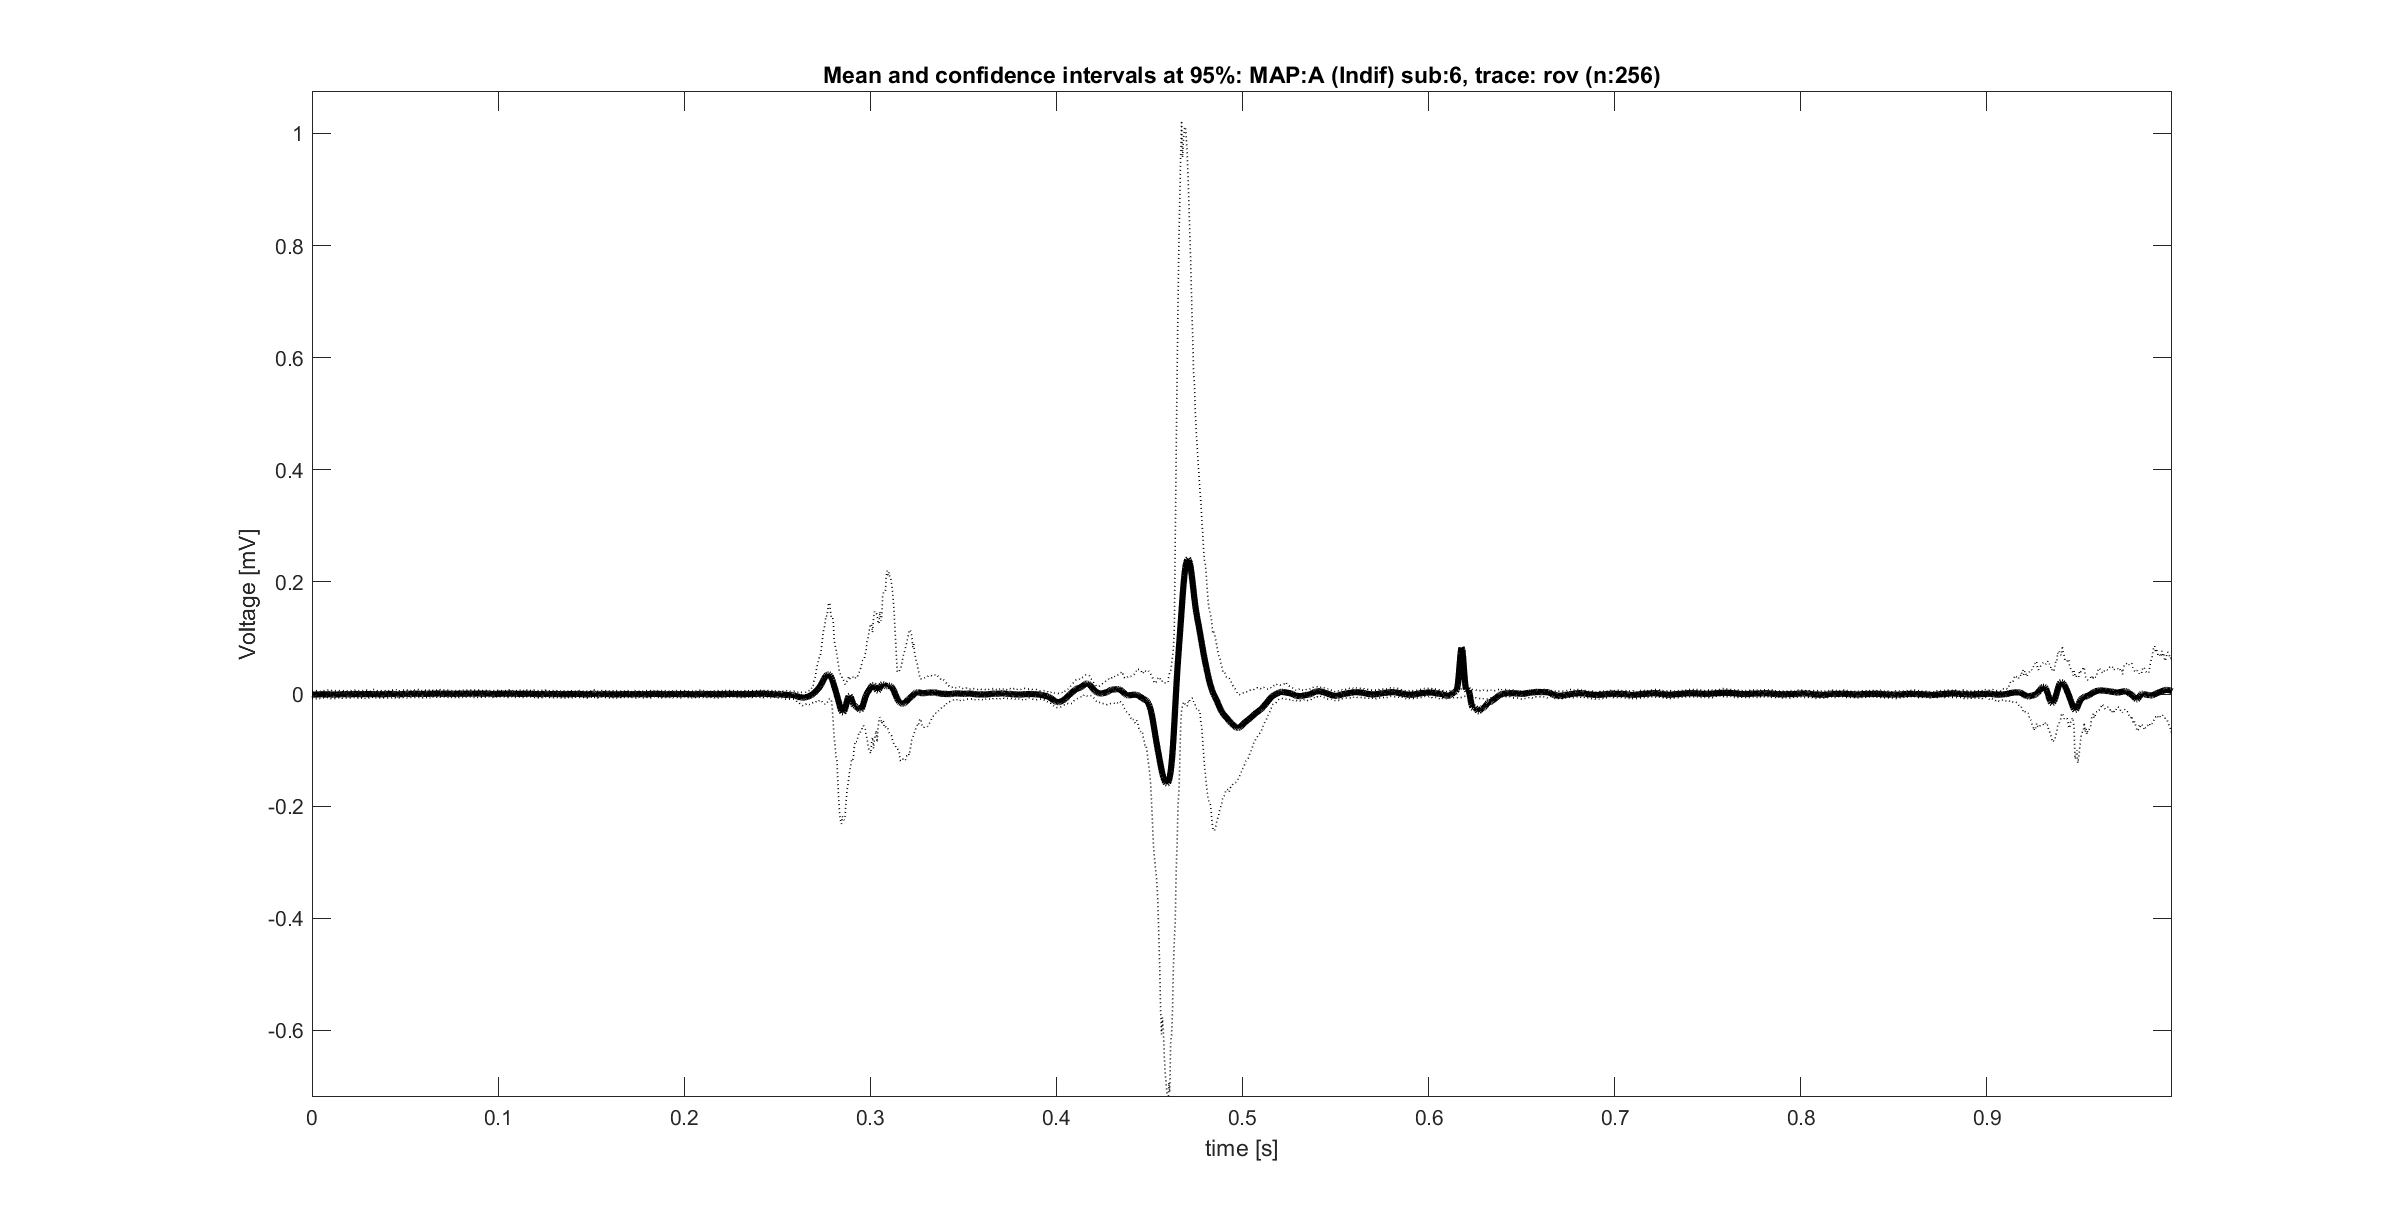 Mean and confidence intervals at 95%: MAP:A (Indif) sub:6, trace: rov (n:256)
1
0.8
0.6
0.4
0.2
0
-0.2
-0.4
-0.6
Voltage [mV]
0 0.1 0.2 0.3 0.4 0.5 0.6 0.7 0.8 0.9
time [s]